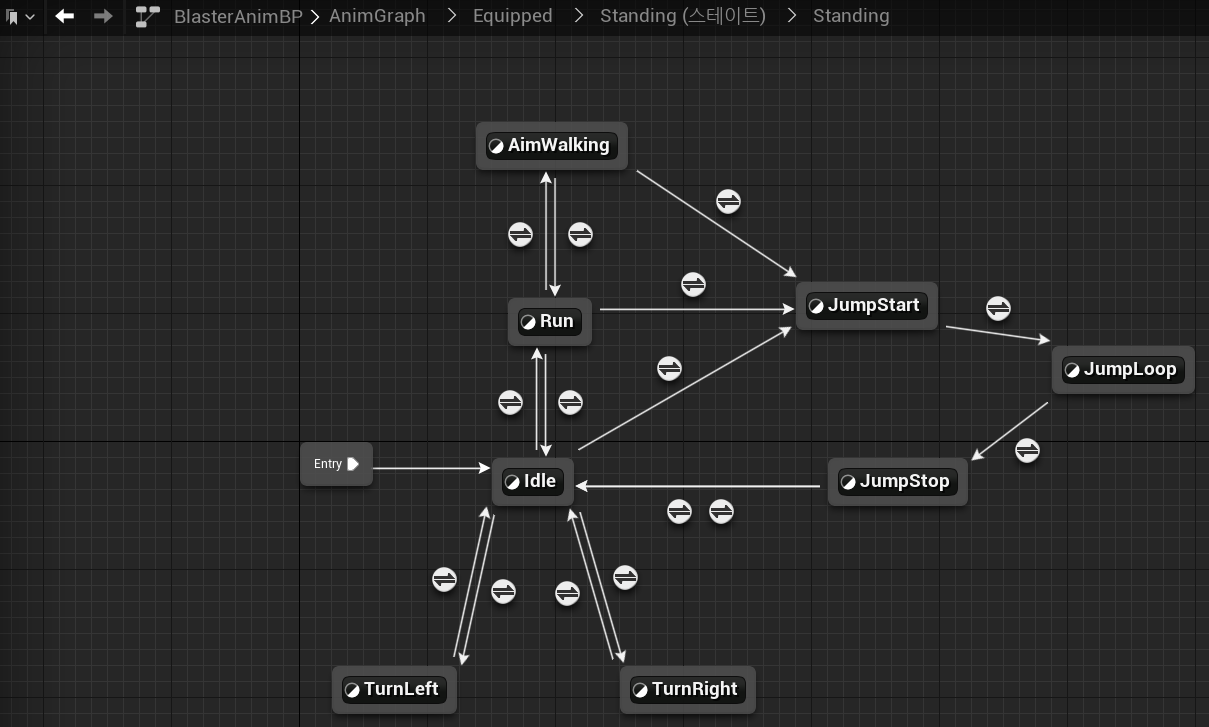 BlasterAnimBP > AnimGraph > Equipped > Standing (스테이트) > Standing
AimWalking
JumpStart
Run
JumpLoop
Entry
Idle
JumpStop
TurnLeft
TurnRight